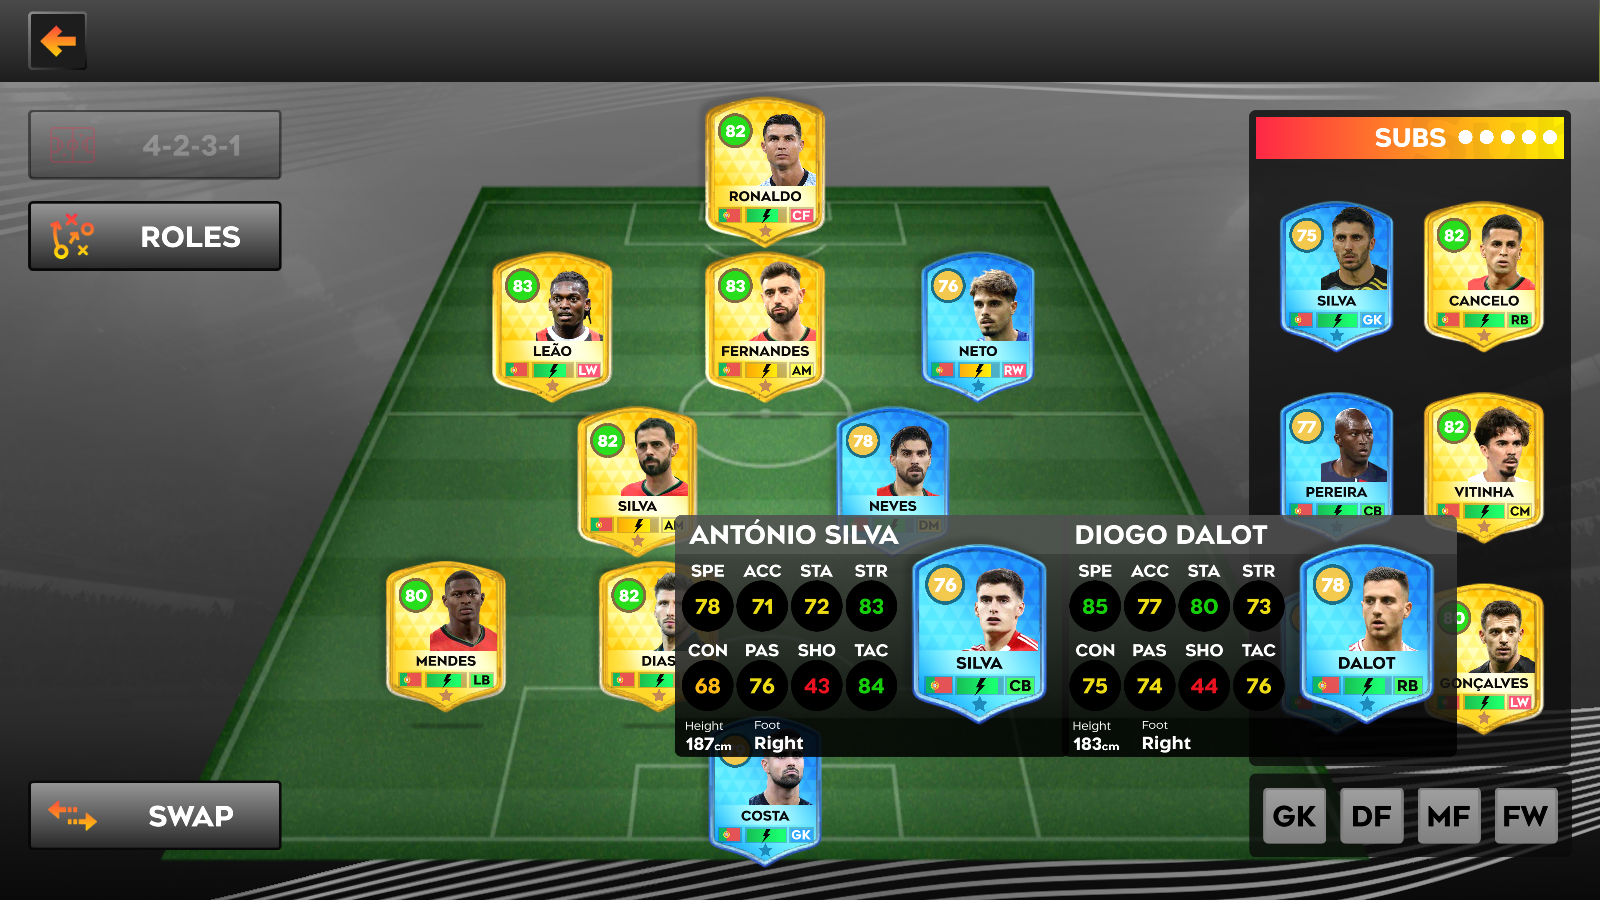 4-2-3-1
ROLES
SWAP
82
RONALDO
CF
83
LEÃO
LW
83
FERNANDES
AM
76
NETO
RW
82
SILVA
AM
78
NEVES
DM
80
MENDES
LB
82
DIAS
COSTA
GK
ANTÓNIO SILVA
SPE ACC STA STR
78 71 72 83
CON PAS SHO TAC
68 76 43 84
Height Foot
187cm Right
76
SILVA
CB
DIOGO DALOT
SPE ACC STA STR
85 77 80 73
CON PAS SHO TAC
75 74 44 76
Height Foot
183cm Right
78
DALOT
RB
SUBS
75
SILVA
GK
82
CANCELO
RB
77
PEREIRA
CB
82
VITINHA
CM
80
GONÇALVES
LW
GK DF MF FW